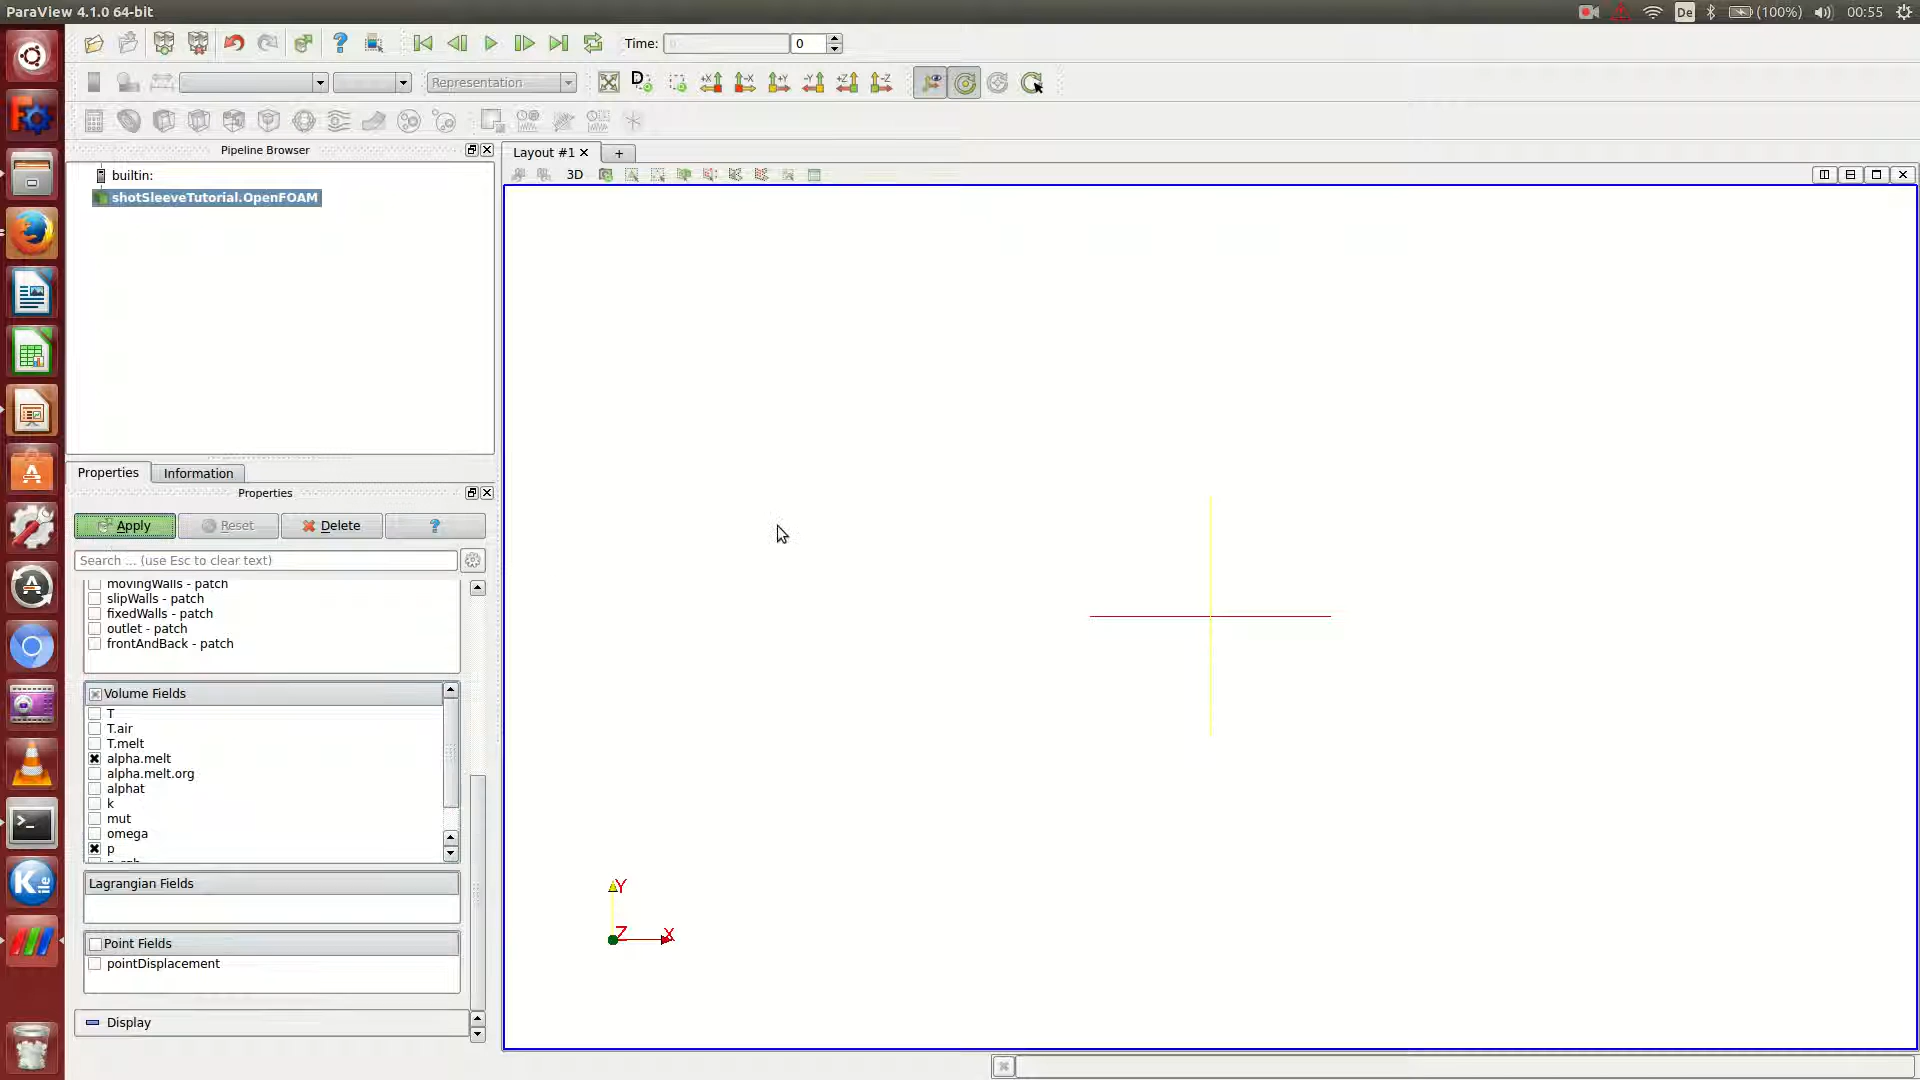 ParaView 4.1.0 64-bit
De
(100%)
00:55
Time:
0
0
Representation
Pipeline Browser
builtin:
shotSleeveTutorial.OpenFOAM
Layout #1
+
3D
Properties
Information
Properties
Apply
Reset
Delete
?
Search ... (use Esc to clear text)
movingWalls - patch
slipWalls - patch
fixedWalls - patch
outlet - patch
frontAndBack - patch
Volume Fields
T
T.air
T.melt
alpha.melt
alpha.melt.org
alphat
k
mut
omega
p
Lagrangian Fields
Point Fields
pointDisplacement
Display
Y
Z
X